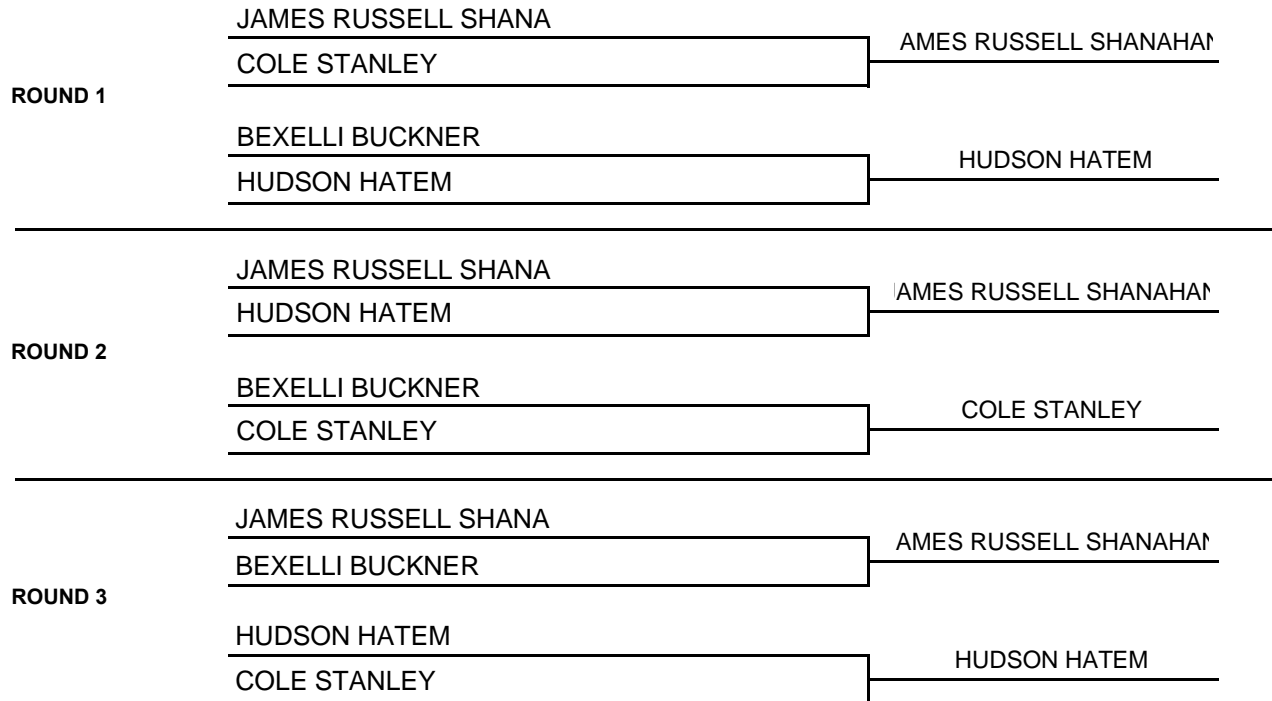 JAMES RUSSELL SHANA
AMES RUSSELL SHANAHAN
COLE STANLEY
ROUND 1
BEXELLI BUCKNER
HUDSON HATEM
HUDSON HATEM
JAMES RUSSELL SHANA
JAMES RUSSELL SHANAHAN
HUDSON HATEM
ROUND 2
BEXELLI BUCKNER
COLE STANLEY
COLE STANLEY
JAMES RUSSELL SHANA
AMES RUSSELL SHANAHAN
BEXELLI BUCKNER
ROUND 3
HUDSON HATEM
HUDSON HATEM
COLE STANLEY